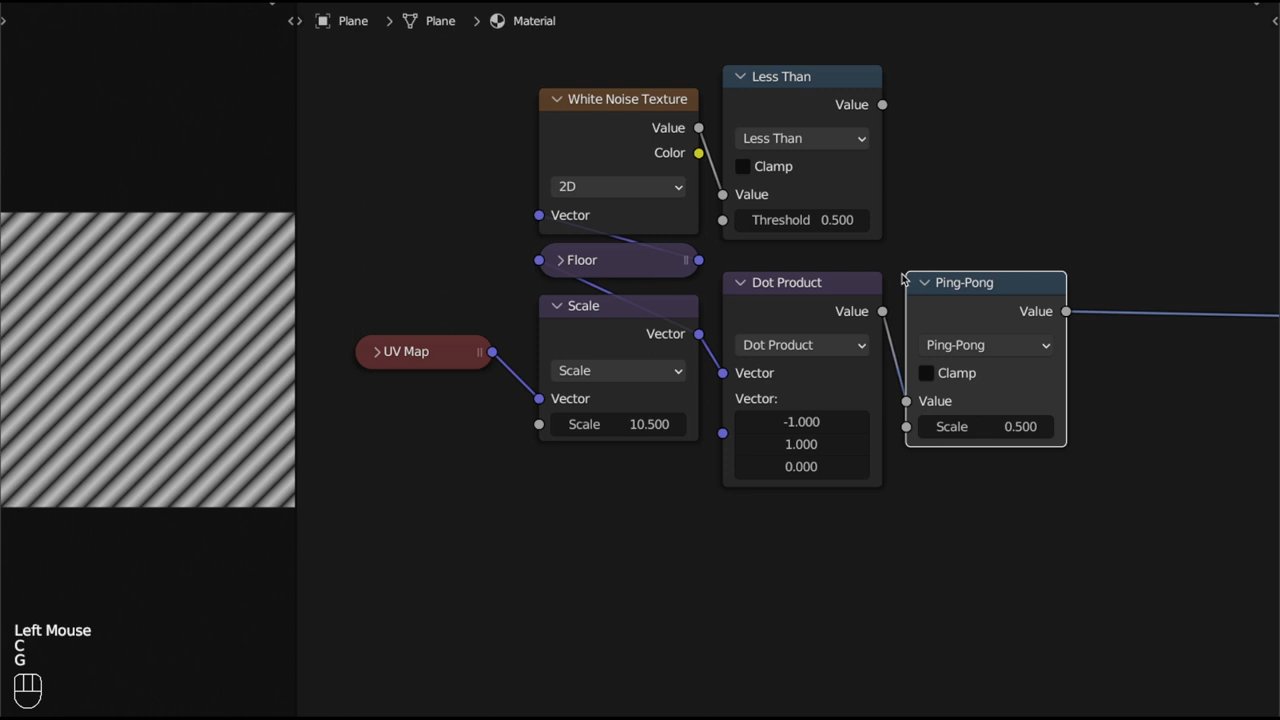 Plane Plane Material
White Noise Texture
Value
Color
2D
Vector
Less Than
Value
Less Than
Clamp
Value
Threshold 0.500
Floor
Scale
Vector
Scale
Vector
Scale 10.500
UV Map
Dot Product
Value
Dot Product
Vector
Vector:
-1.000
1.000
0.000
Ping-Pong
Value
Ping-Pong
Clamp
Value
Scale 0.500
Left Mouse
C
G